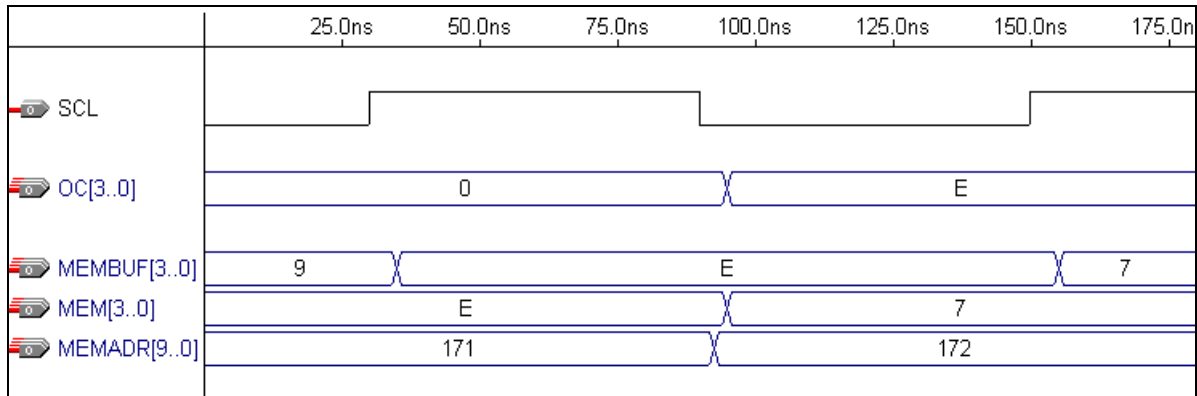 25.0ns 50.0ns 75.0ns 100.0ns 125.0ns 150.0ns 175.0n
SCL
OC[3..0] 0 E
MEMBUF[3..0] 9 E 7
MEM[3..0] E 7
MEMADR[9..0] 171 172